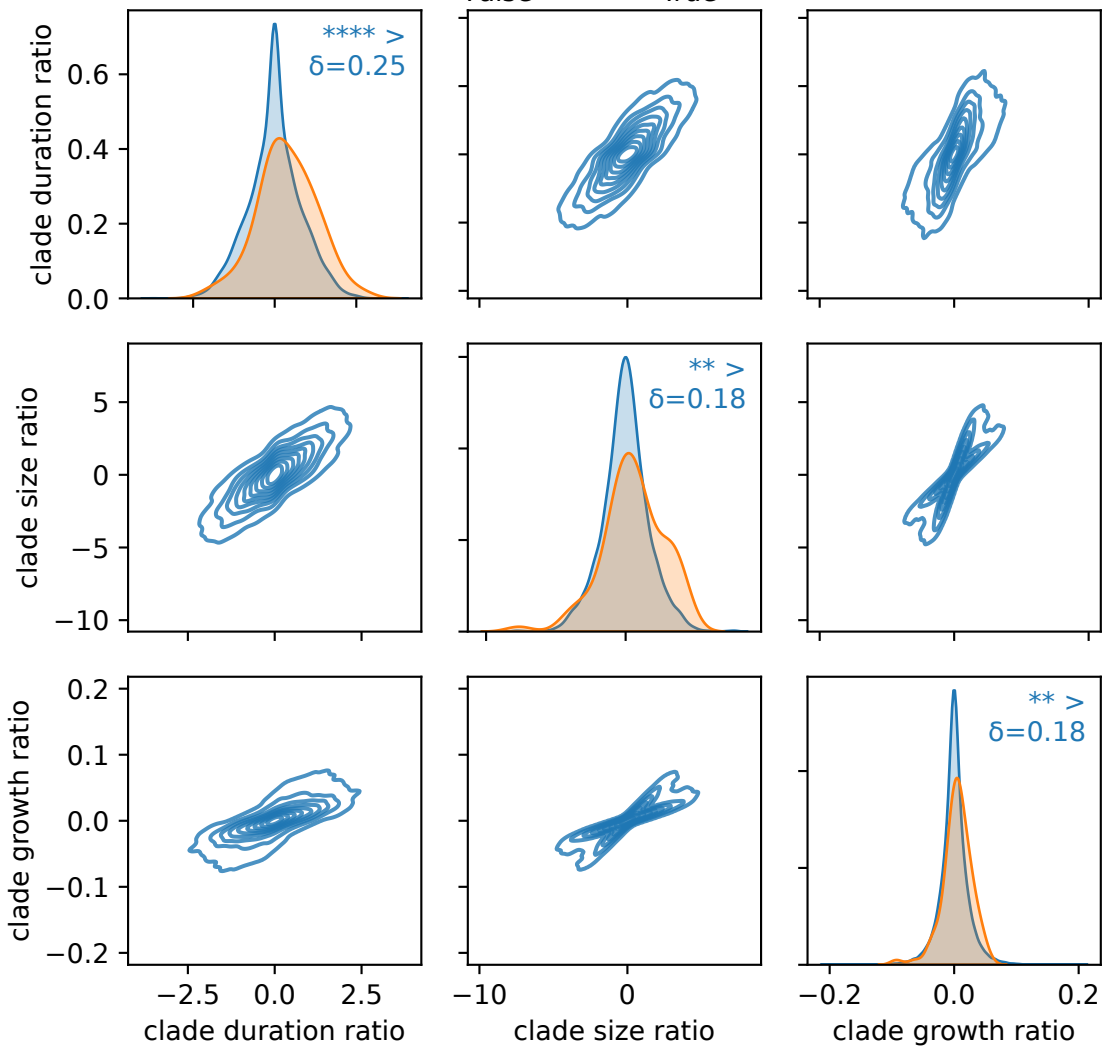 clade duration ratio
0.6
0.4
0.2
0.0
**** >
δ=0.25
clade size ratio
5
0
−5
−10
** >
δ=0.18
clade growth ratio
0.2
0.1
0.0
−0.1
−0.2
** >
δ=0.18
−2.5 0.0 2.5
−10 0
−0.2 0.0 0.2
clade duration ratio
clade size ratio
clade growth ratio